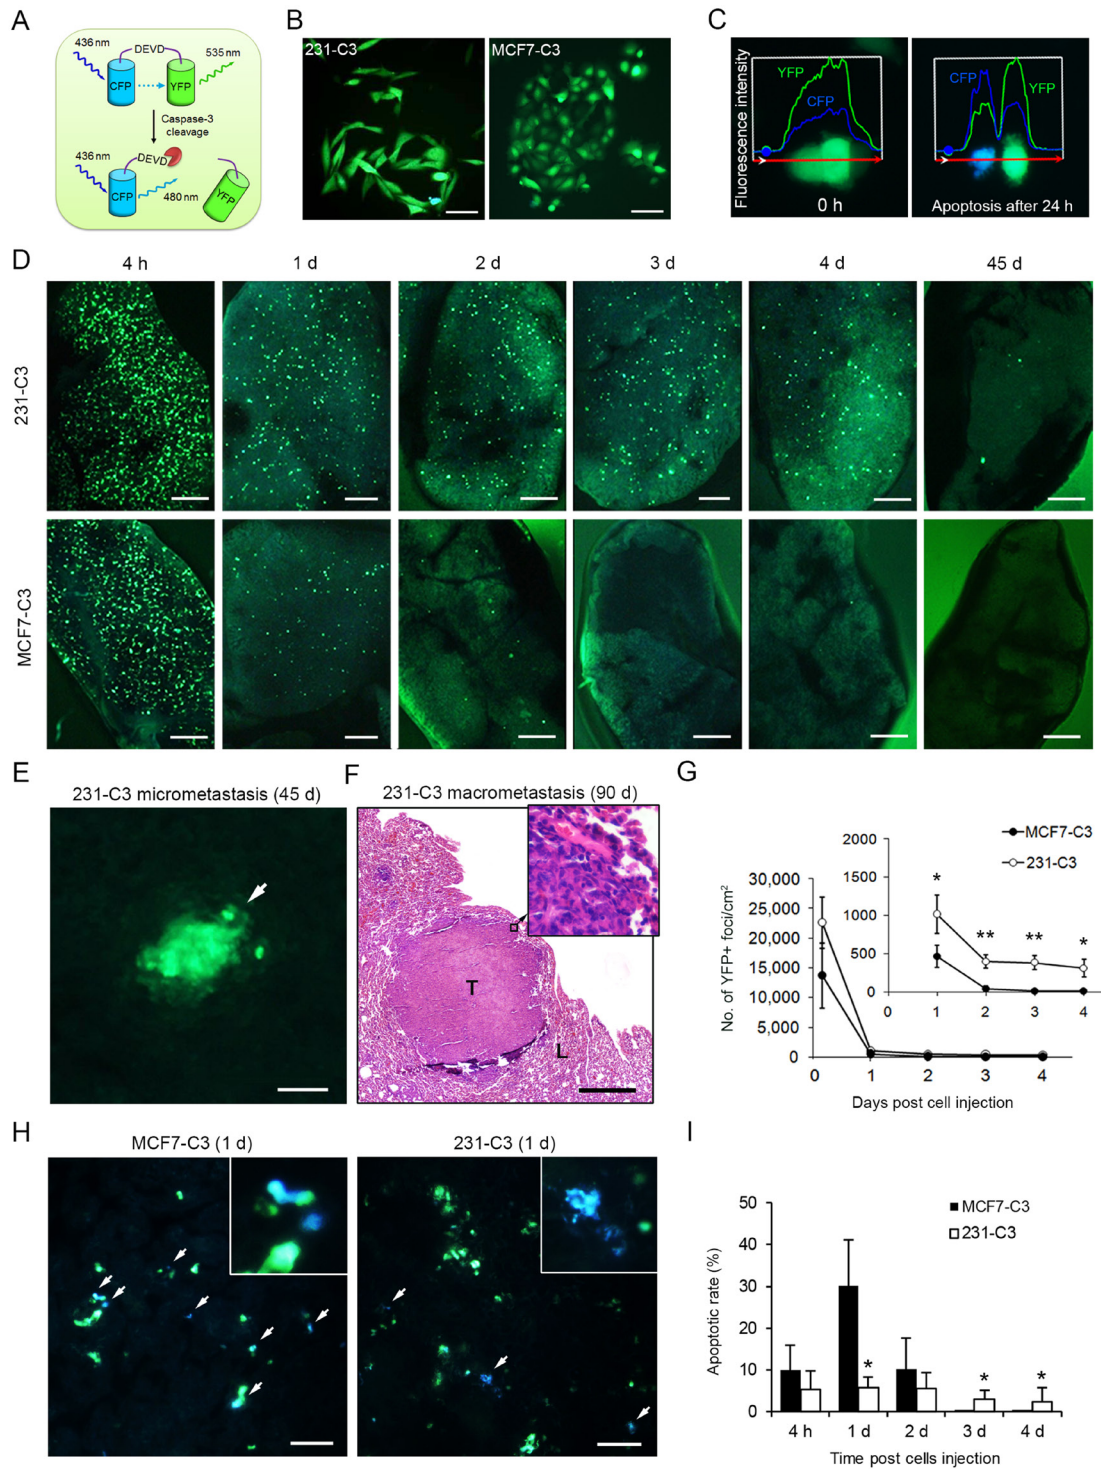 A
436 nm
DEVD
535 nm
CFP
YFP
Caspase-3
cleavage
436 nm
DEVD
CFP
480 nm
YFP
B
231-C3
MCF7-C3
C
Fluorescence intensity
YFP
CFP
0 h
CFP
YFP
Apoptosis after 24 h
D
4 h
1 d
2 d
3 d
4 d
45 d
231-C3
MCF7-C3
E
231-C3 micrometastasis (45 d)
F
231-C3 macrometastasis (90 d)
T
L
G
MCF7-C3
231-C3
No. of YFP+ foci/cm²
30,000
25,000
20,000
15,000
10,000
5,000
0
0 1 2 3 4
2000
1500
1000
500
0
* ** ** *
0 1 2 3 4
Days post cell injection
H
MCF7-C3 (1 d)
231-C3 (1 d)
I
MCF7-C3
231-C3
Apoptotic rate (%)
50
40
30
20
10
0
* * *
4 h 1 d 2 d 3 d 4 d
Time post cells injection